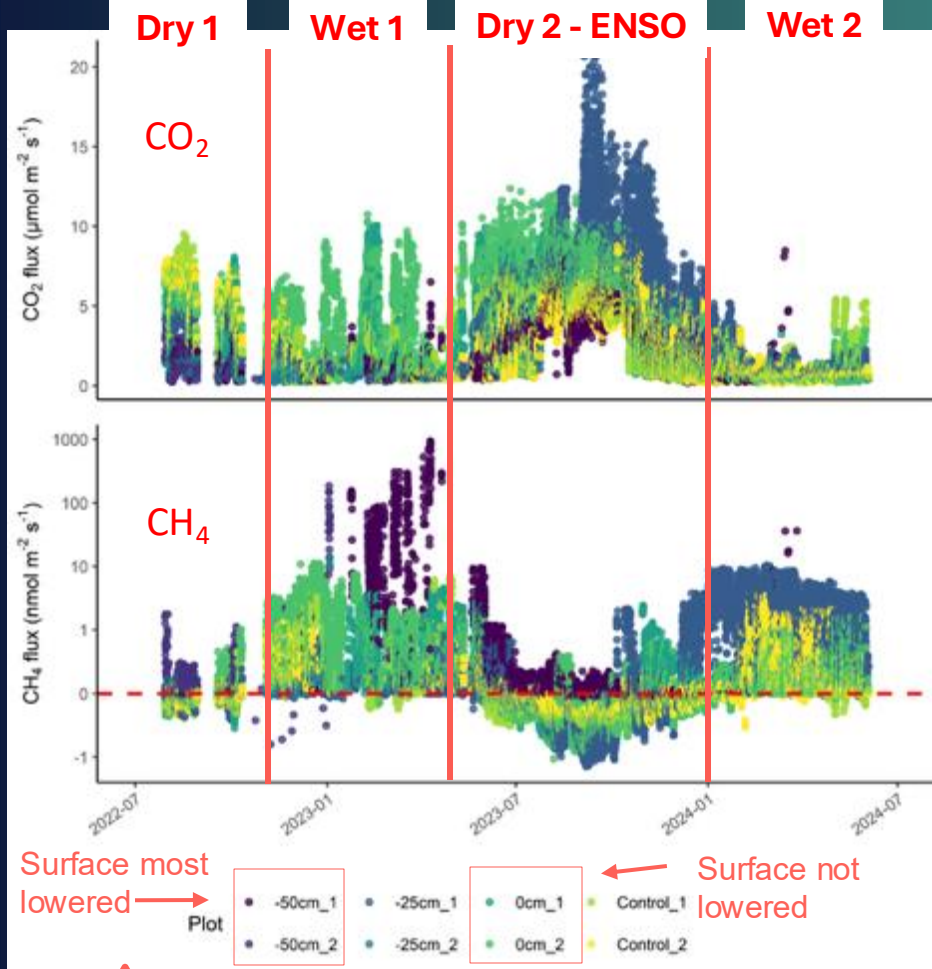 Dry 1 Wet 1 Dry 2 - ENSO Wet 2
CO₂
CO₂ flux (μmol m⁻² s⁻¹)
20
15
10
5
0
CH₄
CH₄ flux (nmol m⁻² s⁻¹)
1000
100
10
1
0
-1
2022-07 2023-01 2023-07 2024-01 2024-07
Surface most
lowered
Surface not
lowered
Plot
-50cm_1 -25cm_1 0cm_1 Control_1
-50cm_2 -25cm_2 0cm_2 Control_2